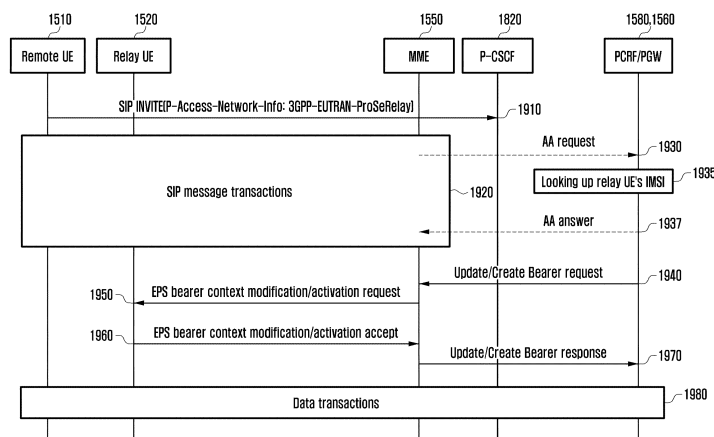 1510
1520
1550
1820
1580,1560
Remote UE
Relay UE
MME
P-CSCF
PCRF/PGW
SIP INVITE(P-Access-Network-Info: 3GPP-EUTRAN-ProSeRelay)
1910
AA request
1930
SIP message transactions
1920
Looking up relay UE's IMSI
1935
AA answer
1937
Update/Create Bearer request
1940
1950
EPS bearer context modification/activation request
1960
EPS bearer context modification/activation accept
Update/Create Bearer response
1970
Data transactions
1980